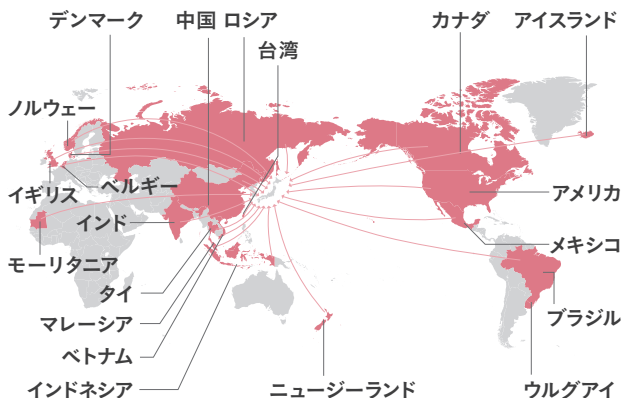 デンマーク
中国
ロシア
台湾
カナダ
アイスランド
ノルウェー
イギリス
ベルギー
インド
アメリカ
モーリタニア
メキシコ
タイ
マレーシア
ブラジル
ベトナム
インドネシア
ニュージーランド
ウルグアイ